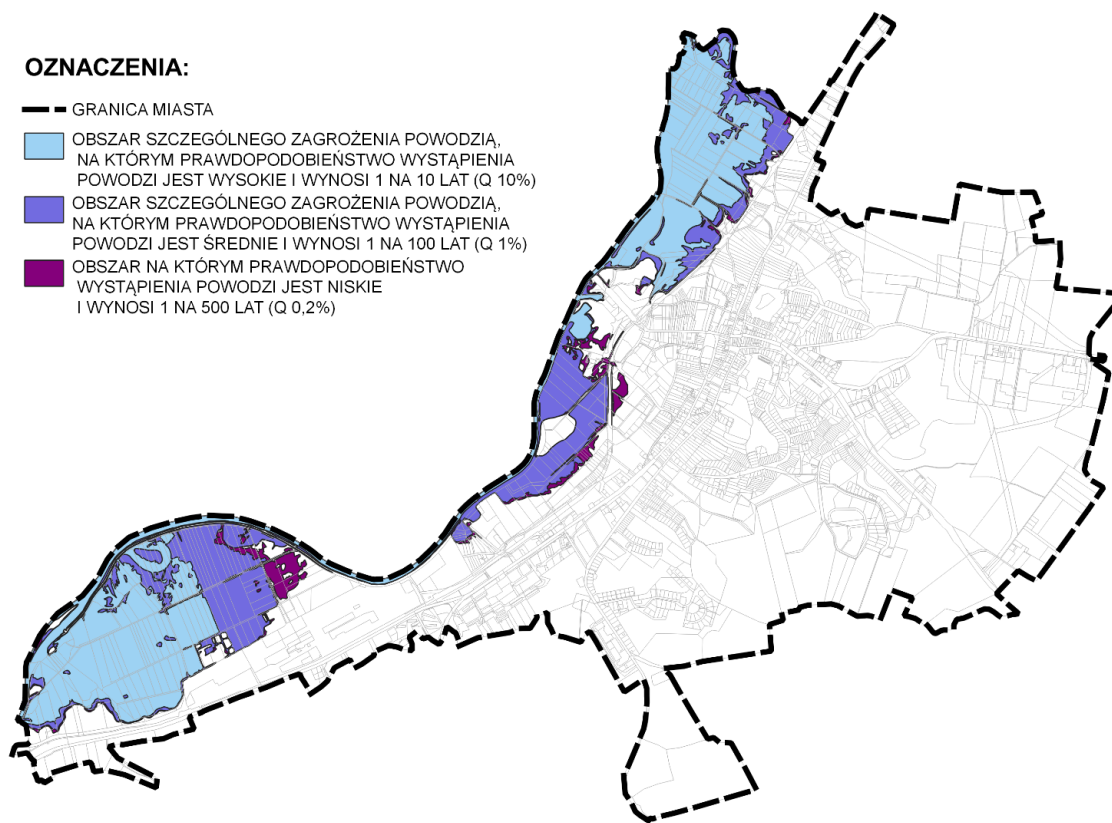 OZNACZENIA:
GRANICA MIASTA
OBSZAR SZCZEGÓLNEGO ZAGROŻENIA POWODZIĄ,
NA KTÓRYM PRAWDOPODOBIEŃSTWO WYSTĄPIENIA
POWODZI JEST WYSOKIE I WYNOSI 1 NA 10 LAT (Q 10%)
OBSZAR SZCZEGÓLNEGO ZAGROŻENIA POWODZIĄ,
NA KTÓRYM PRAWDOPODOBIEŃSTWO WYSTĄPIENIA
POWODZI JEST ŚREDNIE I WYNOSI 1 NA 100 LAT (Q 1%)
OBSZAR NA KTÓRYM PRAWDOPODOBIEŃSTWO
WYSTĄPIENIA POWODZI JEST NISKIE
I WYNOSI 1 NA 500 LAT (Q 0,2%)